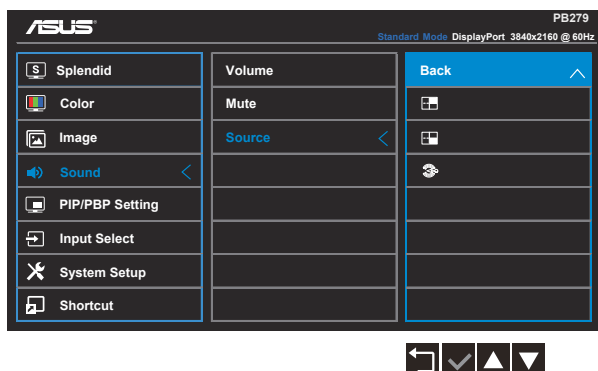 ASUS
PB279
Standard Mode DisplayPort 3840x2160 @ 60Hz
S Splendid
Color
Image
Sound
PIP/PBP Setting
Input Select
System Setup
Shortcut
Volume
Mute
Source
Back